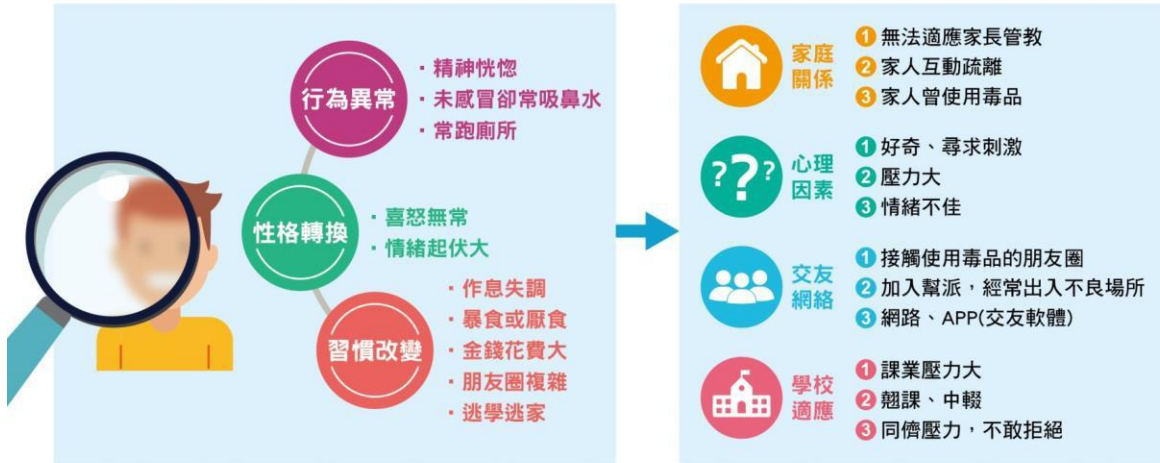 行為異常
・精神恍惚
・未感冒卻常吸鼻水
・常跑廁所
性格轉換
・喜怒無常
・情緒起伏大
習慣改變
・作息失調
・暴食或厭食
・金錢花費大
・朋友圈複雜
・逃學逃家
家庭
關係
1 無法適應家長管教
2 家人互動疏離
3 家人曾使用毒品
???
心理
因素
1 好奇、尋求刺激
2 壓力大
3 情緒不佳
交友
網絡
1 接觸使用毒品的朋友圈
2 加入幫派，經常出入不良場所
3 網路、APP(交友軟體)
學校
適應
1 課業壓力大
2 翹課、中輟
3 同儕壓力，不敢拒絕